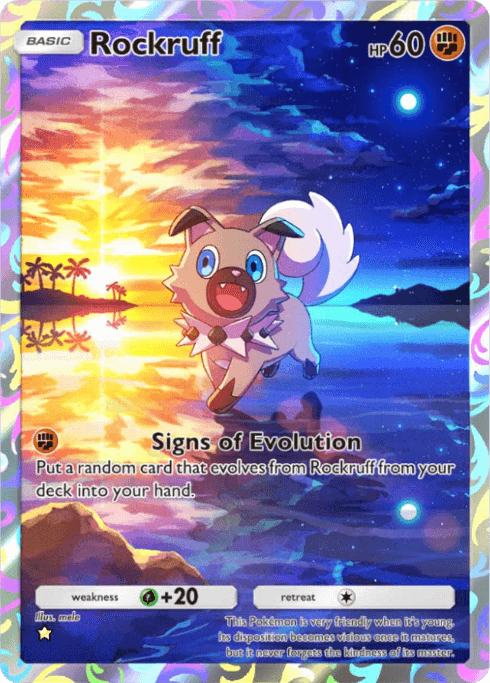 BASIC Rockruff HP60
Signs of Evolution
Put a random card that evolves from Rockruff from your
deck into your hand.
weakness +20 retreat
Illus. mele
This Pokémon is very friendly when it's young.
Its disposition becomes vicious once it matures,
but it never forgets the kindness of its master.